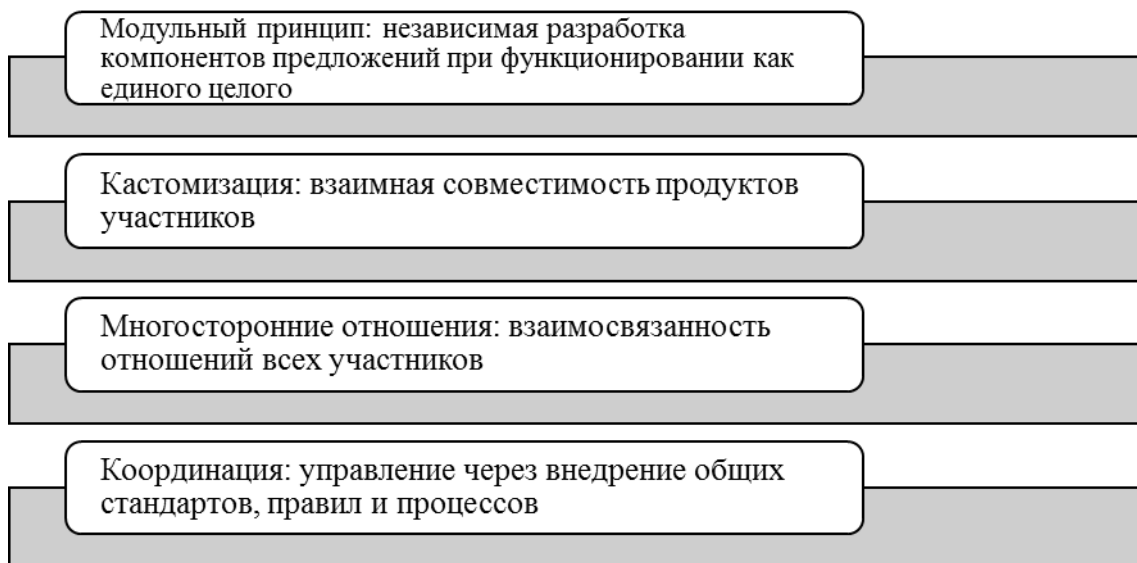 Модульный принцип: независимая разработка
компонентов предложений при функционировании как
единого целого
Кастомизация: взаимная совместимость продуктов
участников
Многосторонние отношения: взаимосвязанность
отношений всех участников
Координация: управление через внедрение общих
стандартов, правил и процессов